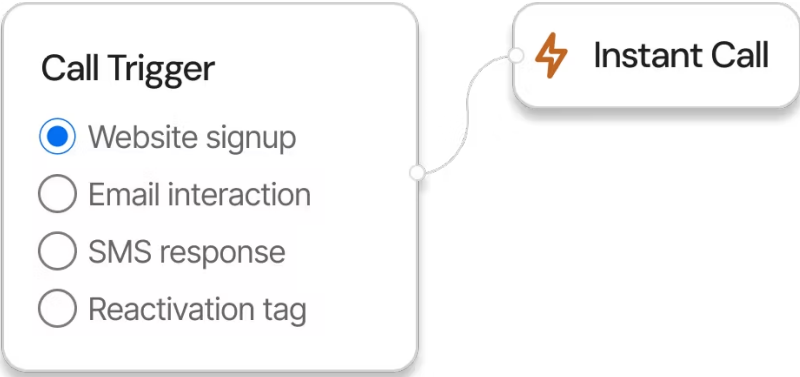 Call Trigger
Website signup
Email interaction
SMS response
Reactivation tag
Instant Call